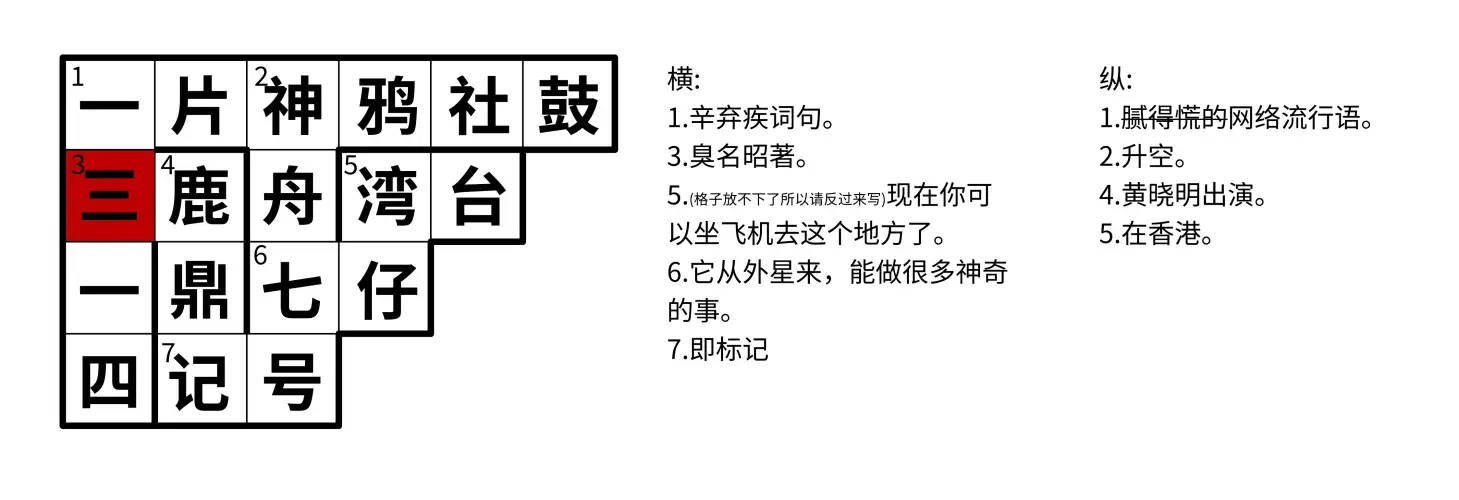 1一片2神鸦社鼓
3三4鹿舟5湾台
一鼎6七仔
四7记号
横:
1.辛弃疾词句。
3.臭名昭著。
5.(格子放不下了所以请反过来写)现在你可
以坐飞机去这个地方了。
6.它从外星来，能做很多神奇
的事。
7.即标记
纵:
1.腻得慌的网络流行语。
2.升空。
4.黄晓明出演。
5.在香港。